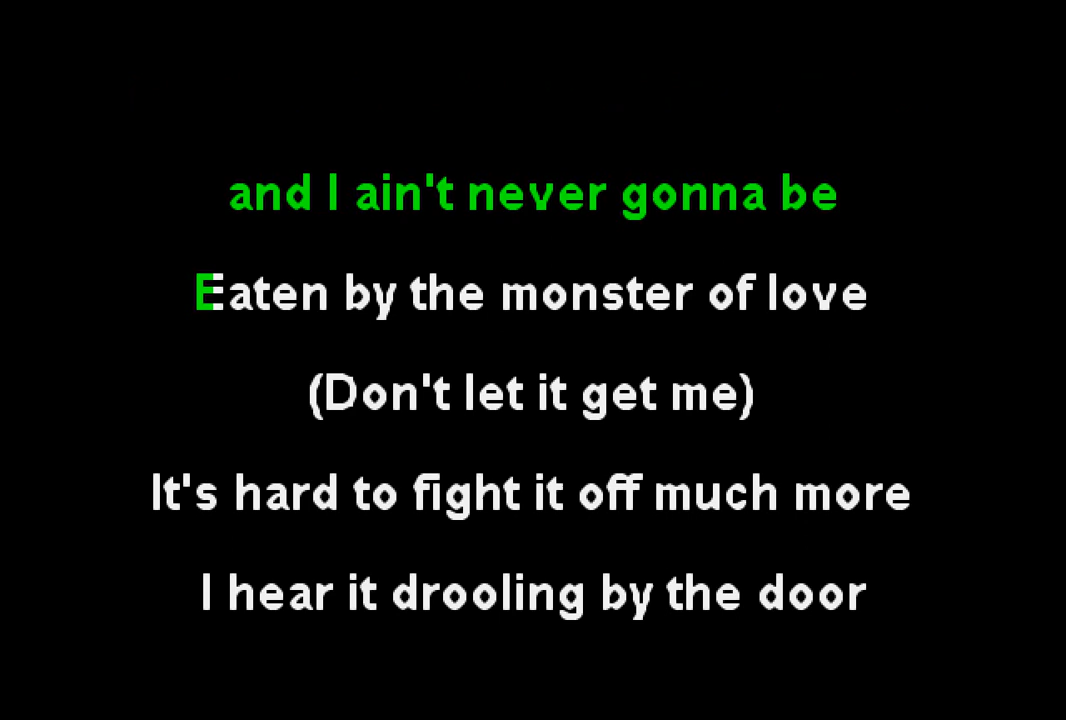 and I ain't never gonna be
Eaten by the monster of love
(Don't let it get me)
It's hard to fight it off much more
I hear it drooling by the door